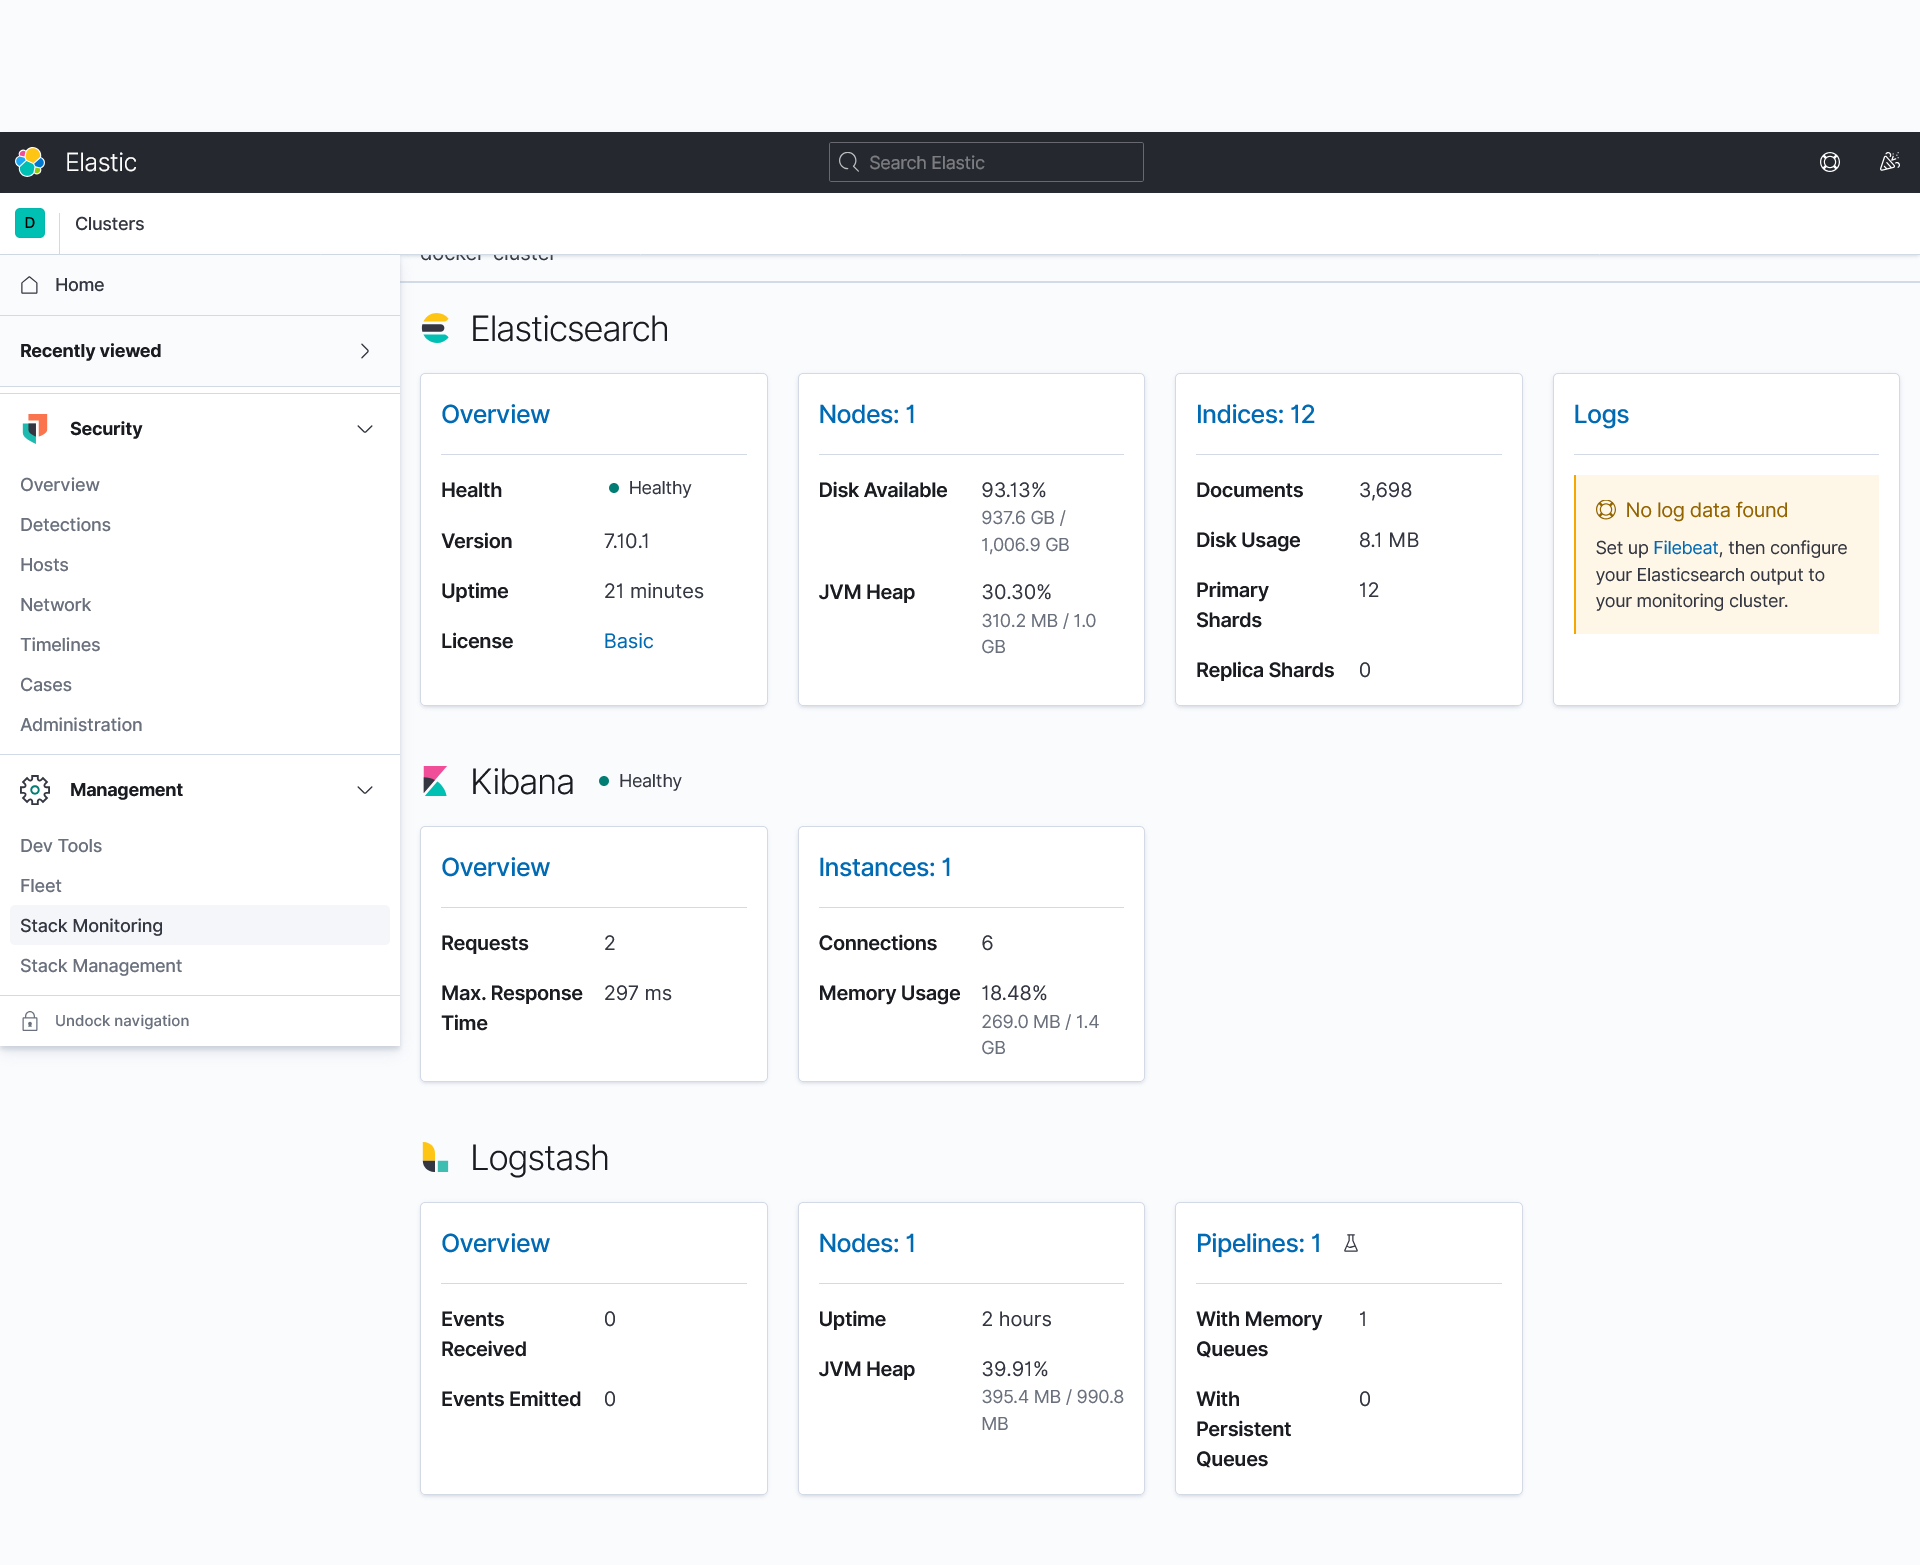 Elastic
Search Elastic
D
Clusters
docker-cluster
Home
Recently viewed
Security
Overview
Detections
Hosts
Network
Timelines
Cases
Administration
Management
Dev Tools
Fleet
Stack Monitoring
Stack Management
Undock navigation
Elasticsearch
Overview
Health Healthy
Version 7.10.1
Uptime 21 minutes
License Basic
Nodes: 1
Disk Available 93.13%
937.6 GB /
1,006.9 GB
JVM Heap 30.30%
310.2 MB / 1.0
GB
Indices: 12
Documents 3,698
Disk Usage 8.1 MB
Primary 12
Shards
Replica Shards 0
Logs
No log data found
Set up Filebeat, then configure
your Elasticsearch output to
your monitoring cluster.
Kibana Healthy
Overview
Requests 2
Max. Response 297 ms
Time
Instances: 1
Connections 6
Memory Usage 18.48%
269.0 MB / 1.4
GB
Logstash
Overview
Events 0
Received
Events Emitted 0
Nodes: 1
Uptime 2 hours
JVM Heap 39.91%
395.4 MB / 990.8
MB
Pipelines: 1
With Memory 1
Queues
With 0
Persistent
Queues